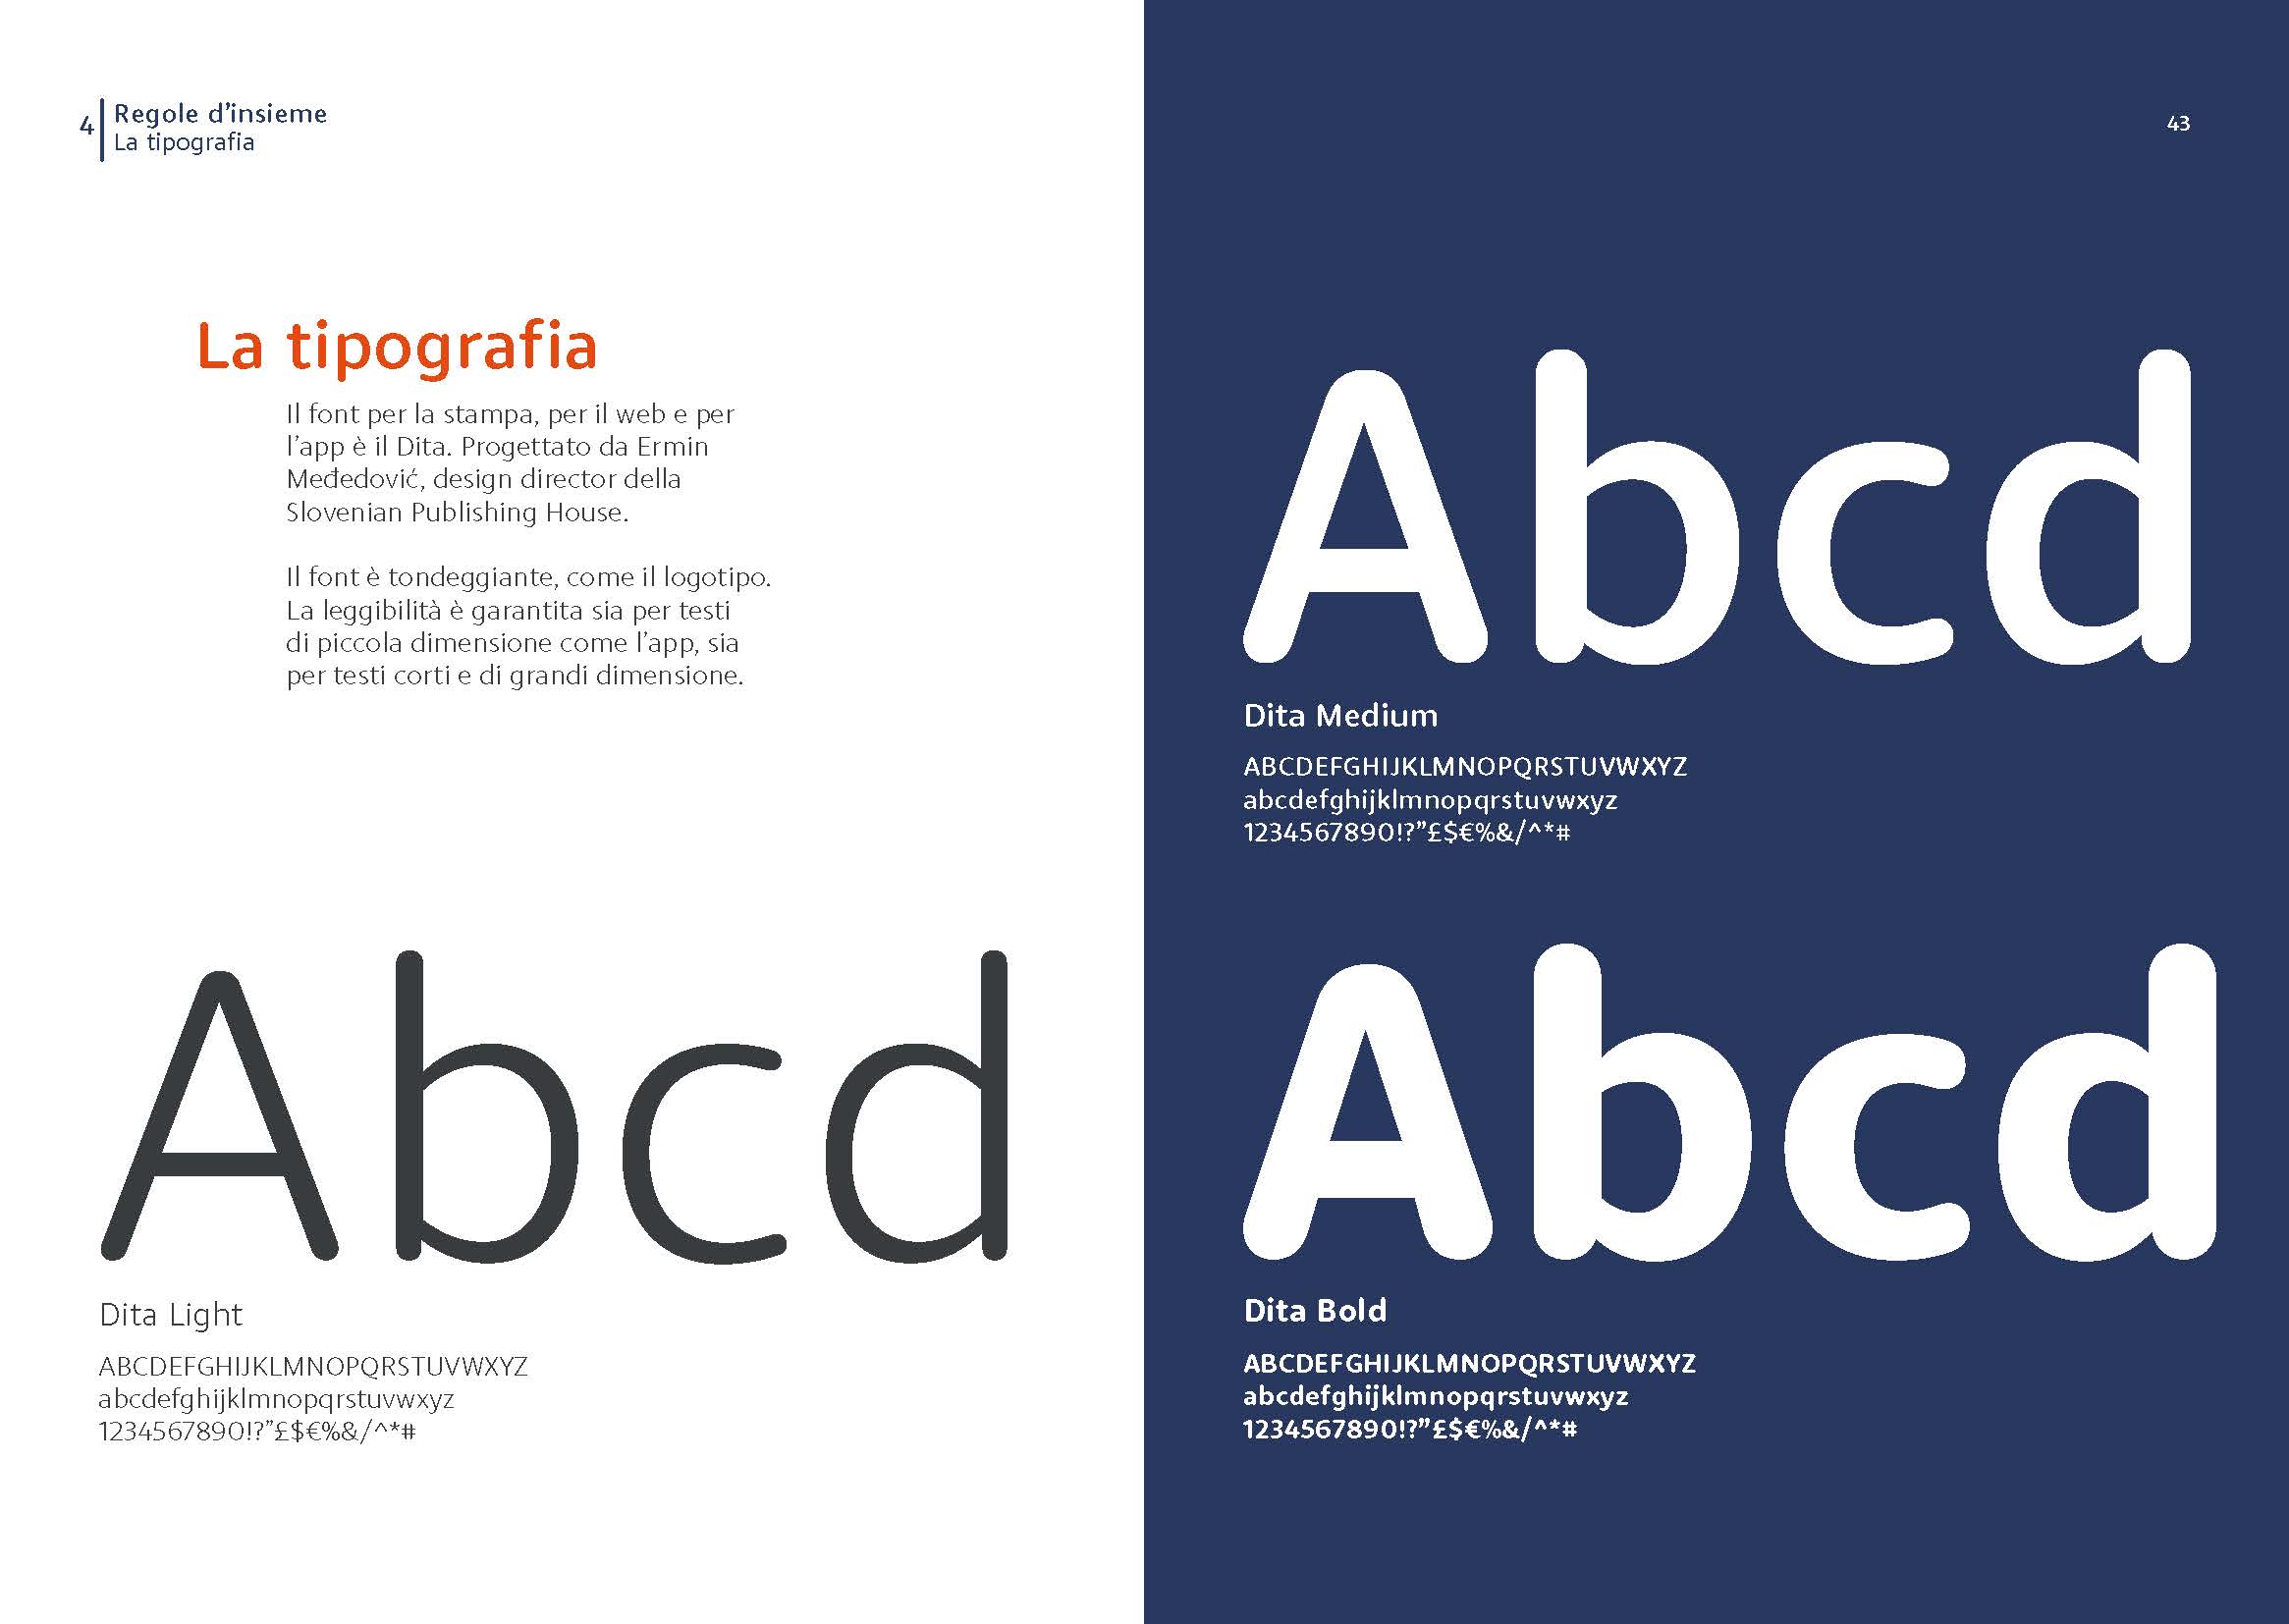 4
Regole d’insieme
La tipografia
43
La tipografia
Il font per la stampa, per il web e per
l’app è il Dita. Progettato da Ermin
Međedović, design director della
Slovenian Publishing House.
Il font è tondeggiante, come il logotipo.
La leggibilità è garantita sia per testi
di piccola dimensione come l’app, sia
per testi corti e di grandi dimensione.
Abcd
Dita Light
ABCDEFGHIJKLMNOPQRSTUVWXYZ
abcdefghijklmnopqrstuvwxyz
1234567890!?”£$€%&/^*#
Abcd
Dita Medium
ABCDEFGHIJKLMNOPQRSTUVWXYZ
abcdefghijklmnopqrstuvwxyz
1234567890!?”£$€%&/^*#
Abcd
Dita Bold
ABCDEFGHIJKLMNOPQRSTUVWXYZ
abcdefghijklmnopqrstuvwxyz
1234567890!?”£$€%&/^*#